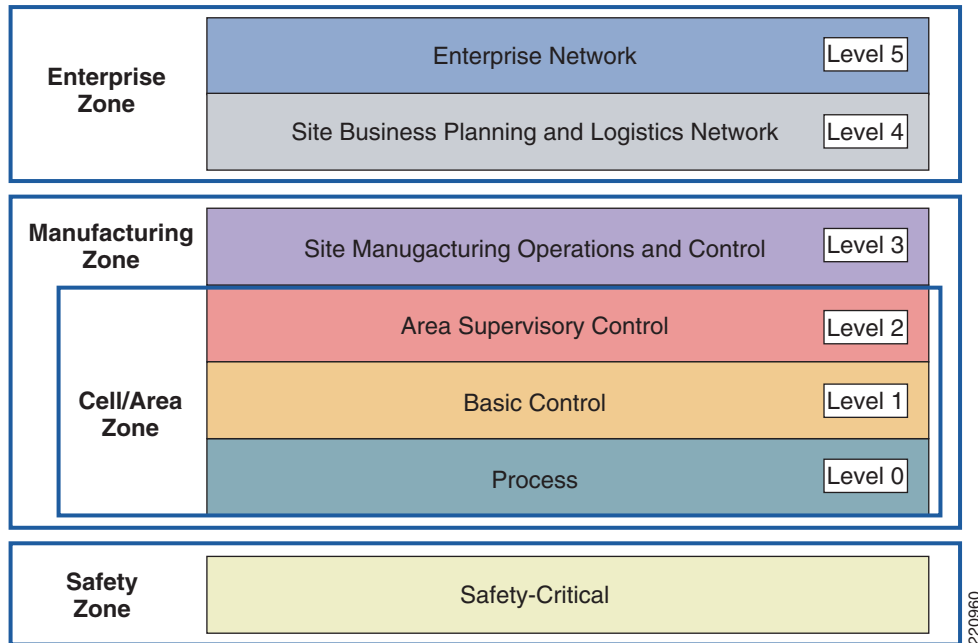 Enterprise
Zone
Enterprise Network
Level 5
Site Business Planning and Logistics Network
Level 4
Manufacturing
Zone
Site Manugacturing Operations and Control
Level 3
Cell/Area
Zone
Area Supervisory Control
Level 2
Basic Control
Level 1
Process
Level 0
Safety
Zone
Safety-Critical
220960